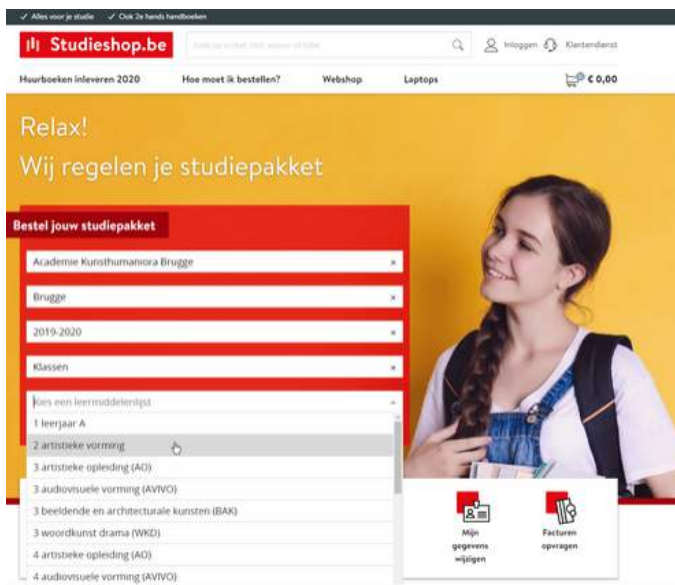 ✓ Alles voor je studie ✓ Ook 2e hands handboeken
Studieshop.be
Inloggen Klantendienst
Huurboeken inleveren 2020 Hoe moet ik bestellen? Webshop Laptops € 0,00
Relax!
Wij regelen je studiepakket
Bestel jouw studiepakket
Academie Kunsthumaniora Brugge ×
Brugge ×
2019-2020 ×
Klassen ×
Kies een leermiddelenlijst
1 leerjaar A
2 artistieke vorming
3 artistieke opleiding (AO)
3 audiovisuele vorming (AVIVO)
3 beeldende en architecturale kunsten (BAK)
3 woordkunst drama (WKD)
4 artistieke opleiding (AO)
4 audiovisuele vorming (AVIVO)
Mijn
gegevens
wijzigen
Facturen
opvragen